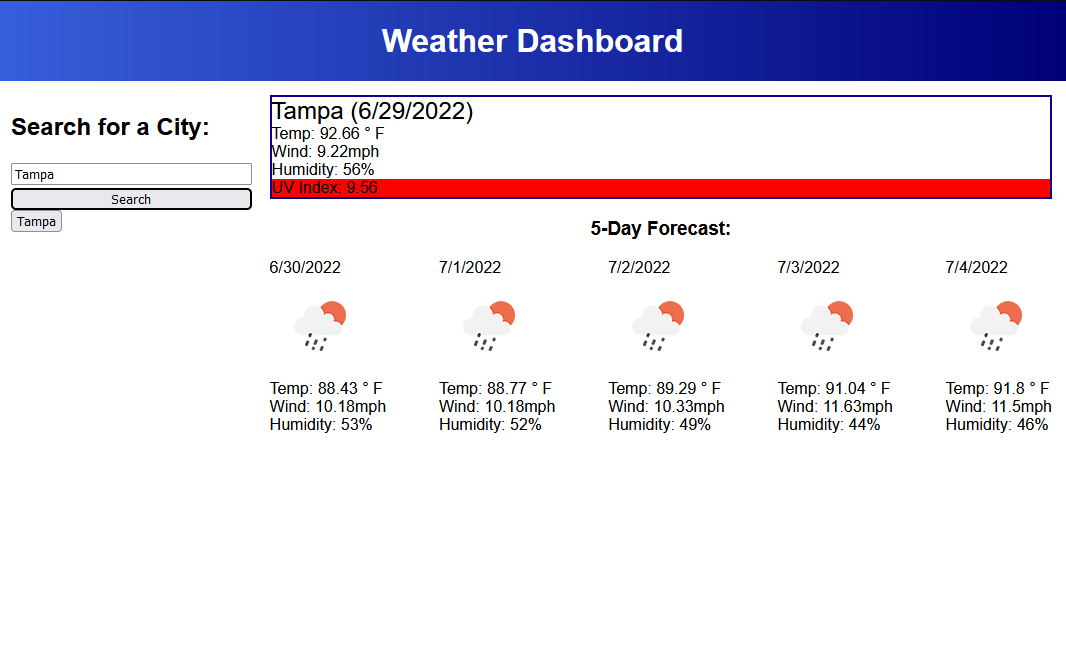 Weather Dashboard
Search for a City:
Tampa
Search
Tampa
Tampa (6/29/2022)
Temp: 92.66 ° F
Wind: 9.22mph
Humidity: 56%
UV Index: 9.56
5-Day Forecast:
6/30/2022
Temp: 88.43 ° F
Wind: 10.18mph
Humidity: 53%
7/1/2022
Temp: 88.77 ° F
Wind: 10.18mph
Humidity: 52%
7/2/2022
Temp: 89.29 ° F
Wind: 10.33mph
Humidity: 49%
7/3/2022
Temp: 91.04 ° F
Wind: 11.63mph
Humidity: 44%
7/4/2022
Temp: 91.8 ° F
Wind: 11.5mph
Humidity: 46%